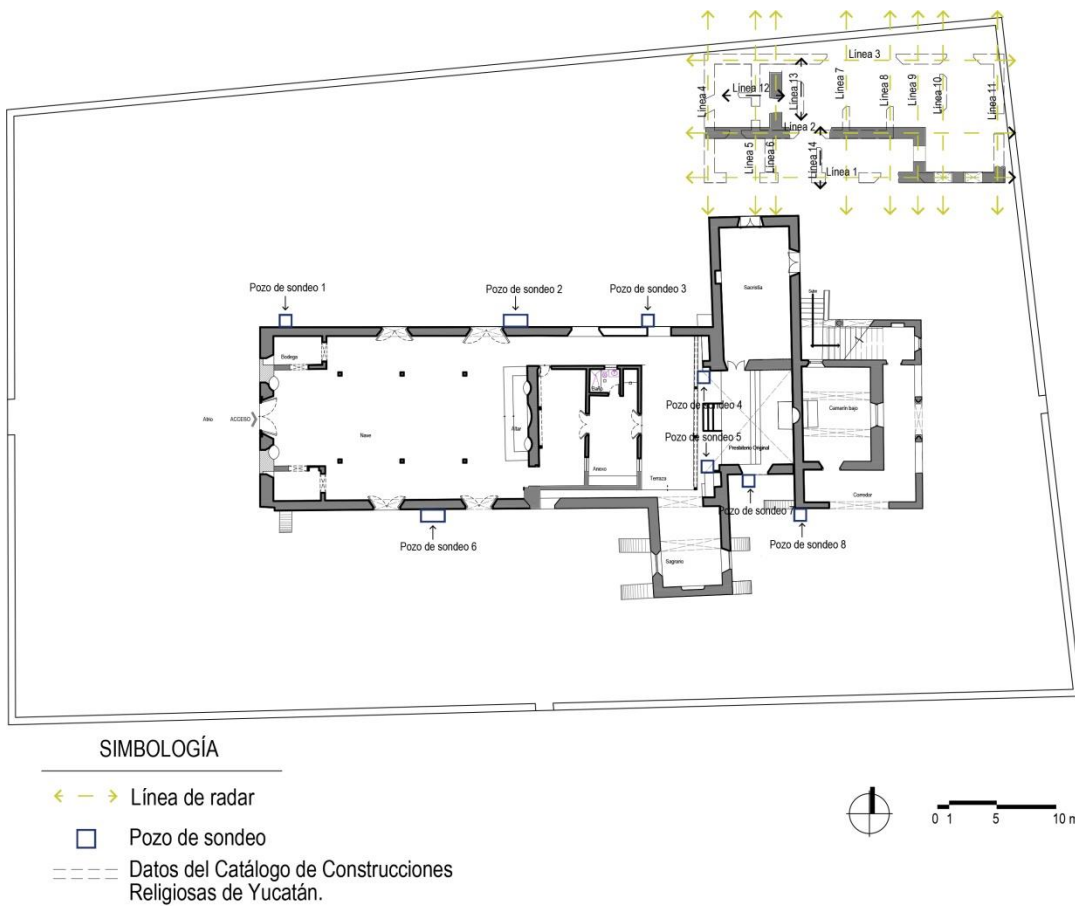 Línea 3
Línea 4
Línea 12
Línea 13
Línea 7
Línea 8
Línea 9
Línea 10
Línea 11
Línea 2
Línea 5
Línea 6
Línea 14
Línea 1
Pozo de sondeo 1
Pozo de sondeo 2
Pozo de sondeo 3
Sacristía
Sube
Bodega
Baño
Pozo de sondeo 4
Camarín bajo
Atrio
ACCESO
Nave
Altar
Pozo de sondeo 5
Presbiterio Original
Anexo
Terraza
Corredor
Pozo de sondeo 7
Pozo de sondeo 6
Pozo de sondeo 8
Sagrario
SIMBOLOGÍA
Línea de radar
Pozo de sondeo
Datos del Catálogo de Construcciones
Religiosas de Yucatán.
0 1 5 10 m